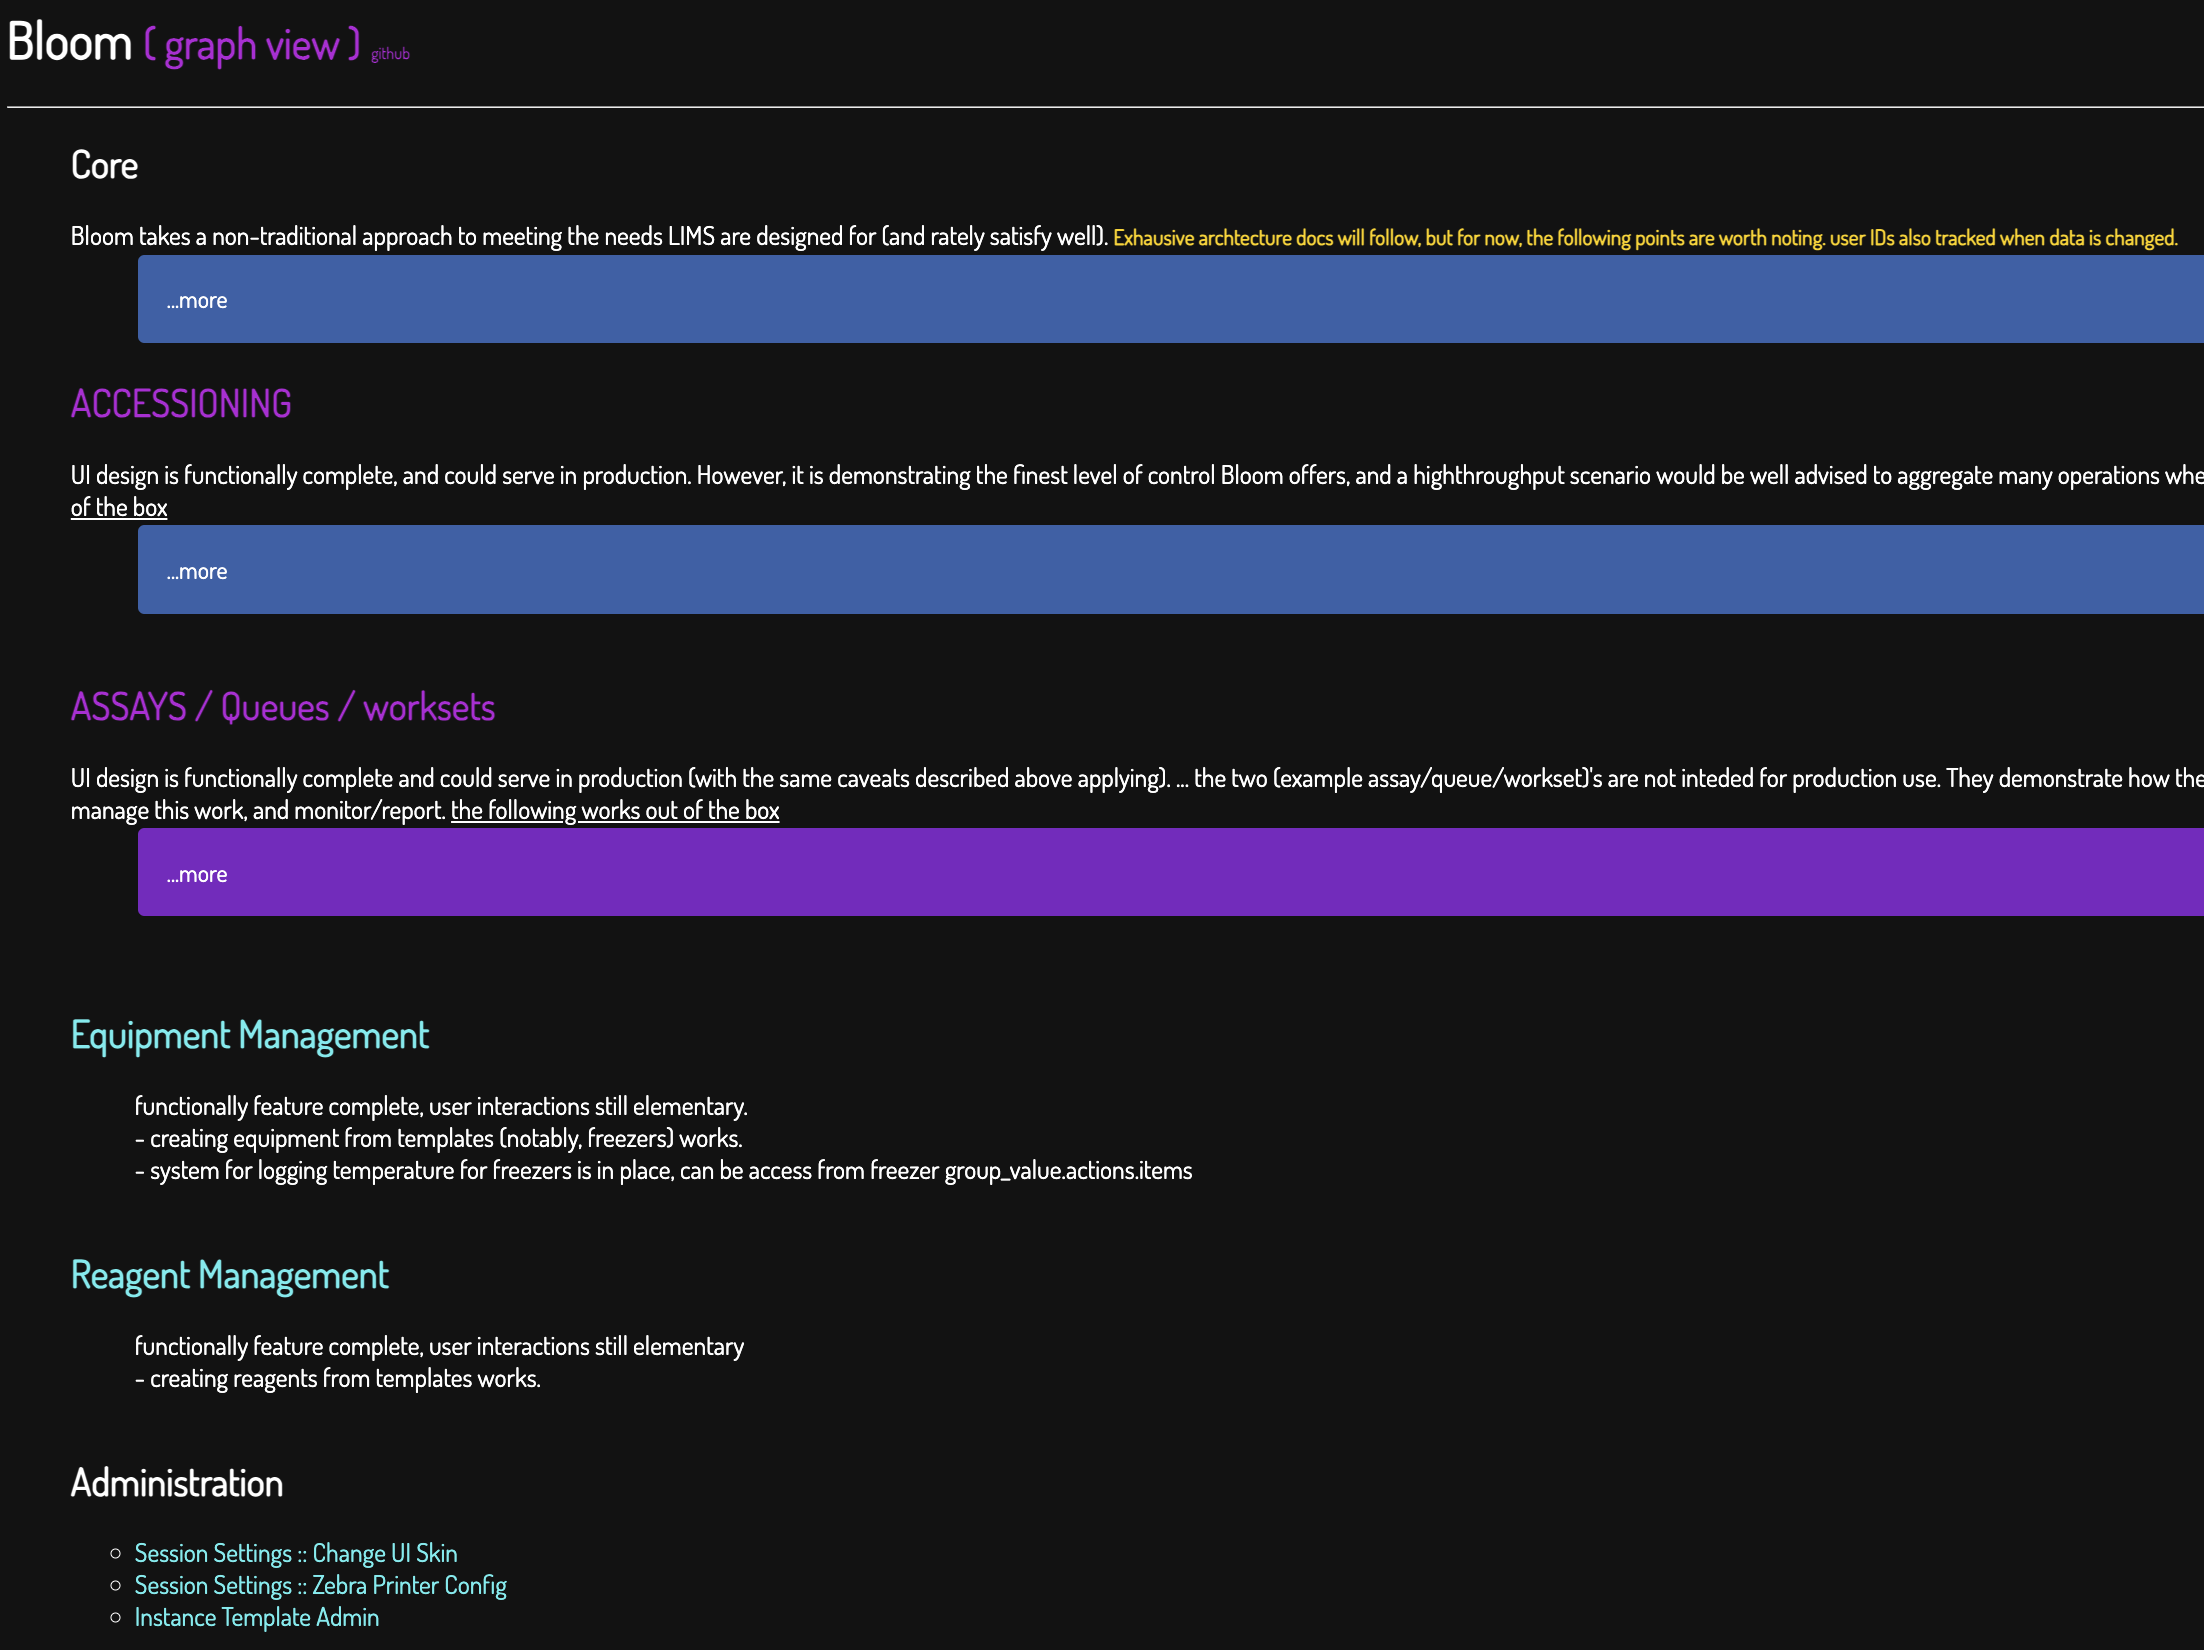 Bloom ( graph view ) github
Core
Bloom takes a non-traditional approach to meeting the needs LIMS are designed for (and rately satisfy well). Exhausive archtecture docs will follow, but for now, the following points are worth noting. user IDs also tracked when data is changed.
...more
ACCESSIONING
UI design is functionally complete, and could serve in production. However, it is demonstrating the finest level of control Bloom offers, and a highthroughput scenario would be well advised to aggregate many operations whe
of the box
...more
ASSAYS / Queues / worksets
UI design is functionally complete and could serve in production (with the same caveats described above applying). ... the two (example assay/queue/workset)'s are not inteded for production use. They demonstrate how the
manage this work, and monitor/report. the following works out of the box
...more
Equipment Management
functionally feature complete, user interactions still elementary.
- creating equipment from templates (notably, freezers) works.
- system for logging temperature for freezers is in place, can be access from freezer group_value.actions.items
Reagent Management
functionally feature complete, user interactions still elementary
- creating reagents from templates works.
Administration
Session Settings :: Change UI Skin
Session Settings :: Zebra Printer Config
Instance Template Admin